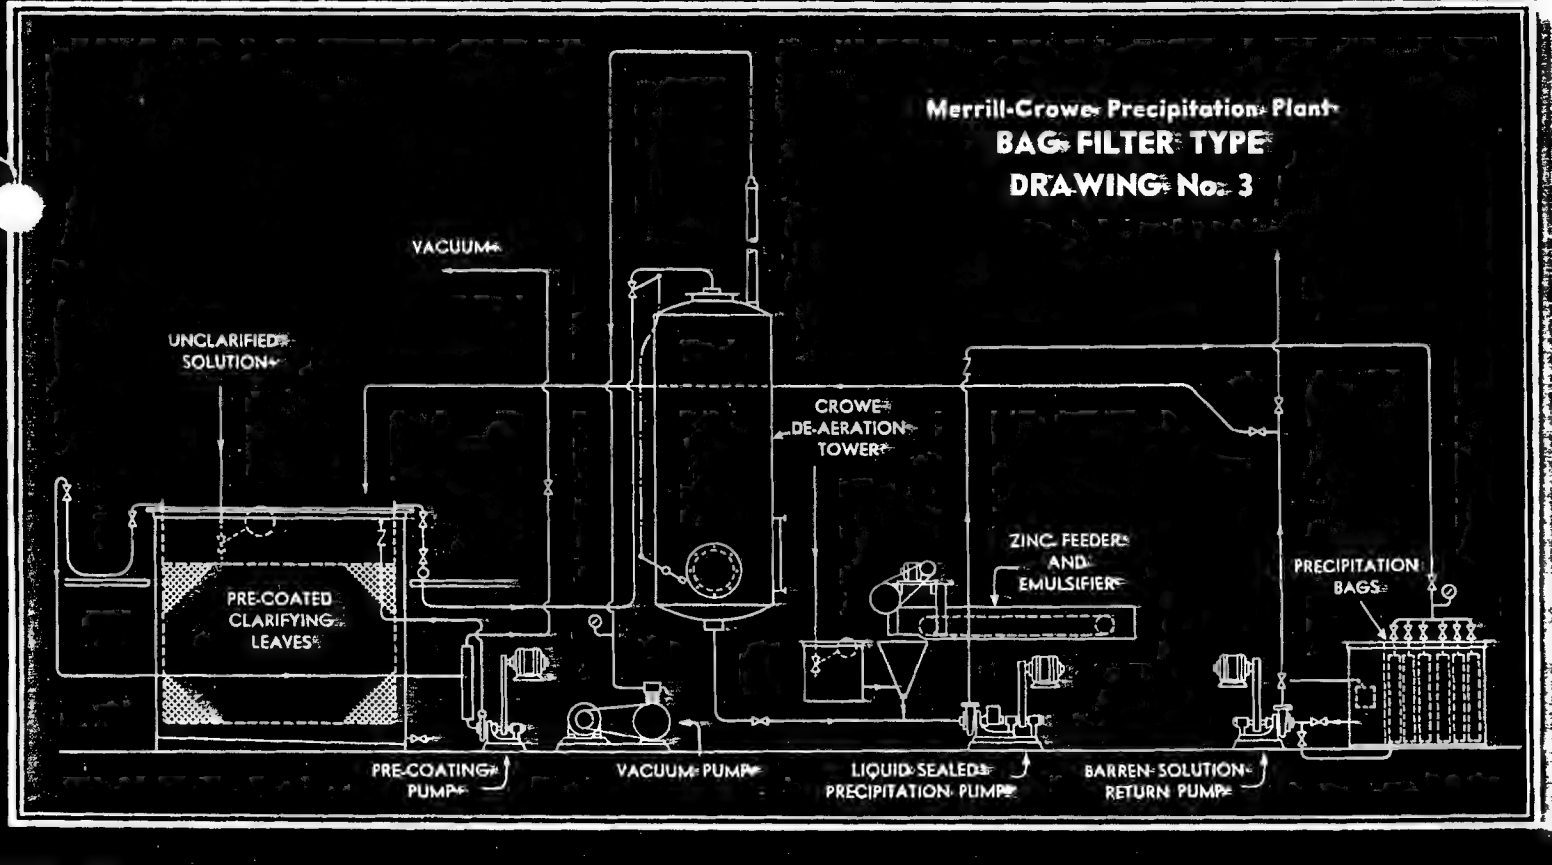 Merrill-Crowe Precipitation Plant
BAG FILTER TYPE
DRAWING No. 3
VACUUM
UNCLARIFIED
SOLUTION
CROWE
DE-AERATION
TOWER
ZINC FEEDER
AND
EMULSIFIER
PRECIPITATION
BAGS
PRE-COATED
CLARIFYING
LEAVES
PRE-COATING
PUMP
VACUUM PUMP
LIQUID SEALED
PRECIPITATION PUMP
BARREN SOLUTION
RETURN PUMP